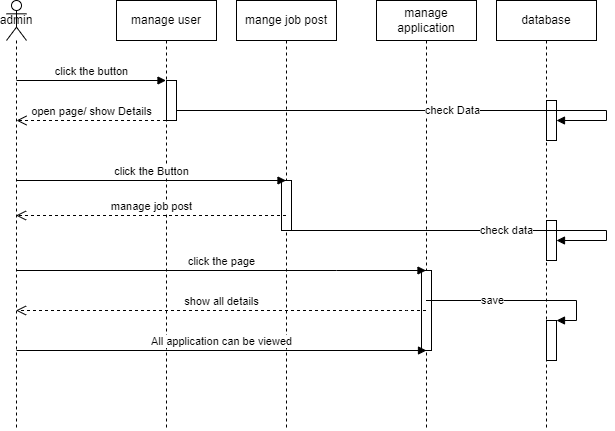 admin
manage user
mange job post
manage
application
database
click the button
open page/ show Details
check Data
click the Button
manage job post
check data
click the page
show all details
save
All application can be viewed